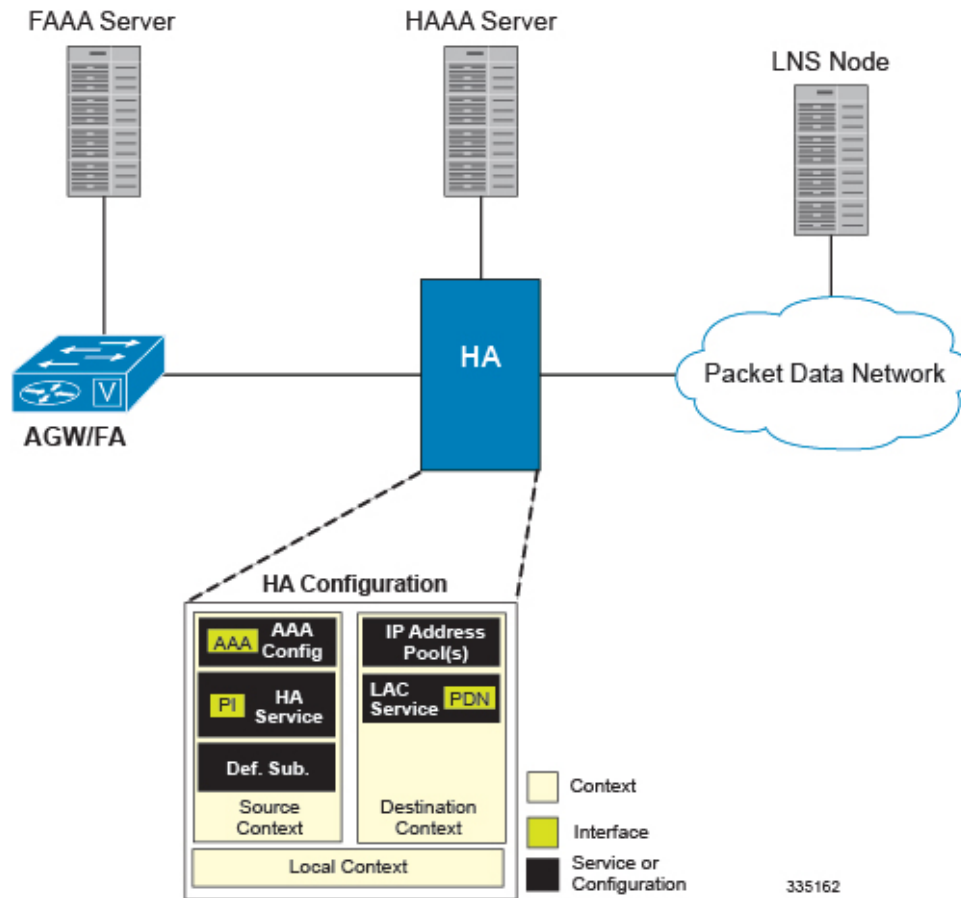 FAAA Server
HAAA Server
LNS Node
HA
Packet Data Network
V
AGW/FA
HA Configuration
AAA
AAA
Config
PI
HA
Service
Def. Sub.
Source
Context
IP Address
Pool(s)
LAC
Service
PDN
Destination
Context
Local Context
Context
Interface
Service or
Configuration
335162